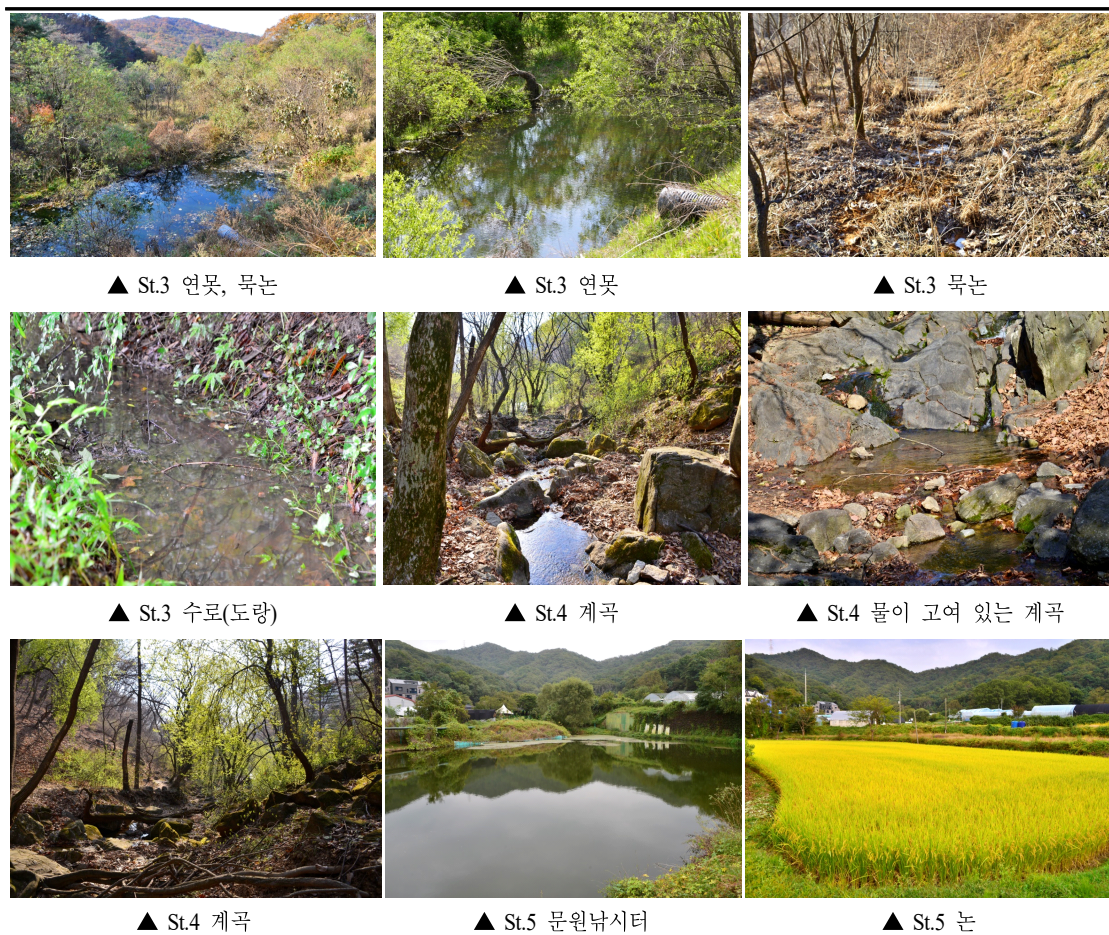 ▲ St.3 연못, 묵논
▲ St.3 연못
▲ St.3 묵논
▲ St.3 수로(도랑)
▲ St.4 계곡
▲ St.4 물이 고여 있는 계곡
▲ St.4 계곡
▲ St.5 문원낚시터
▲ St.5 논